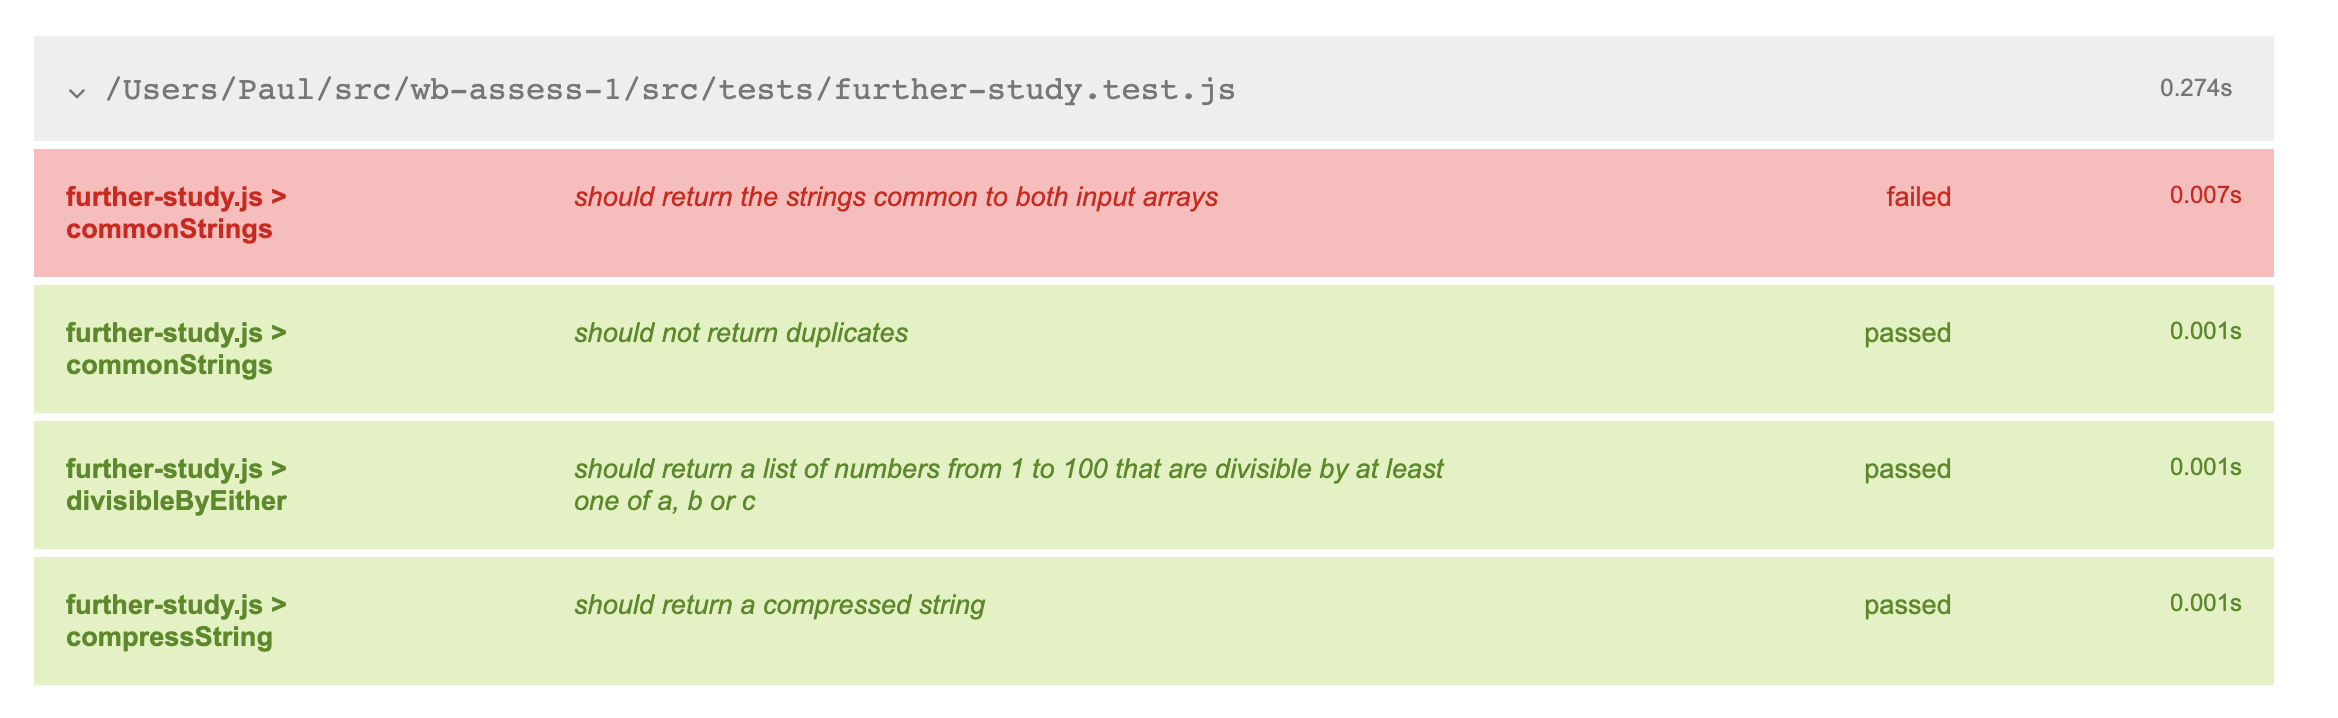 /Users/Paul/src/wb-assess-1/src/tests/further-study.test.js 0.274s
further-study.js > should return the strings common to both input arrays failed 0.007s
commonStrings
further-study.js > should not return duplicates passed 0.001s
commonStrings
further-study.js > should return a list of numbers from 1 to 100 that are divisible by at least passed 0.001s
divisibleByEither one of a, b or c
further-study.js > should return a compressed string passed 0.001s
compressString